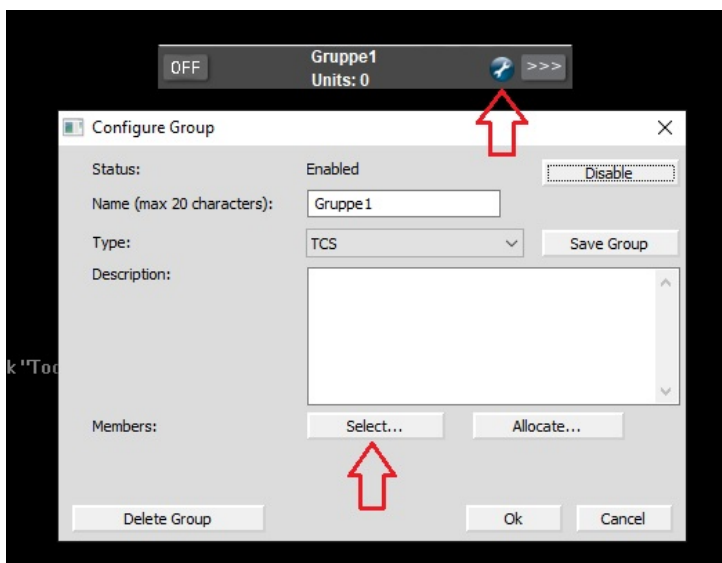 OFF
Gruppe1
Units: 0
>>>
Configure Group
Status:
Enabled
Disable
Name (max 20 characters):
Gruppe1
Type:
TCS
Save Group
Description:
k "Too
Members:
Select...
Allocate...
Delete Group
Ok
Cancel